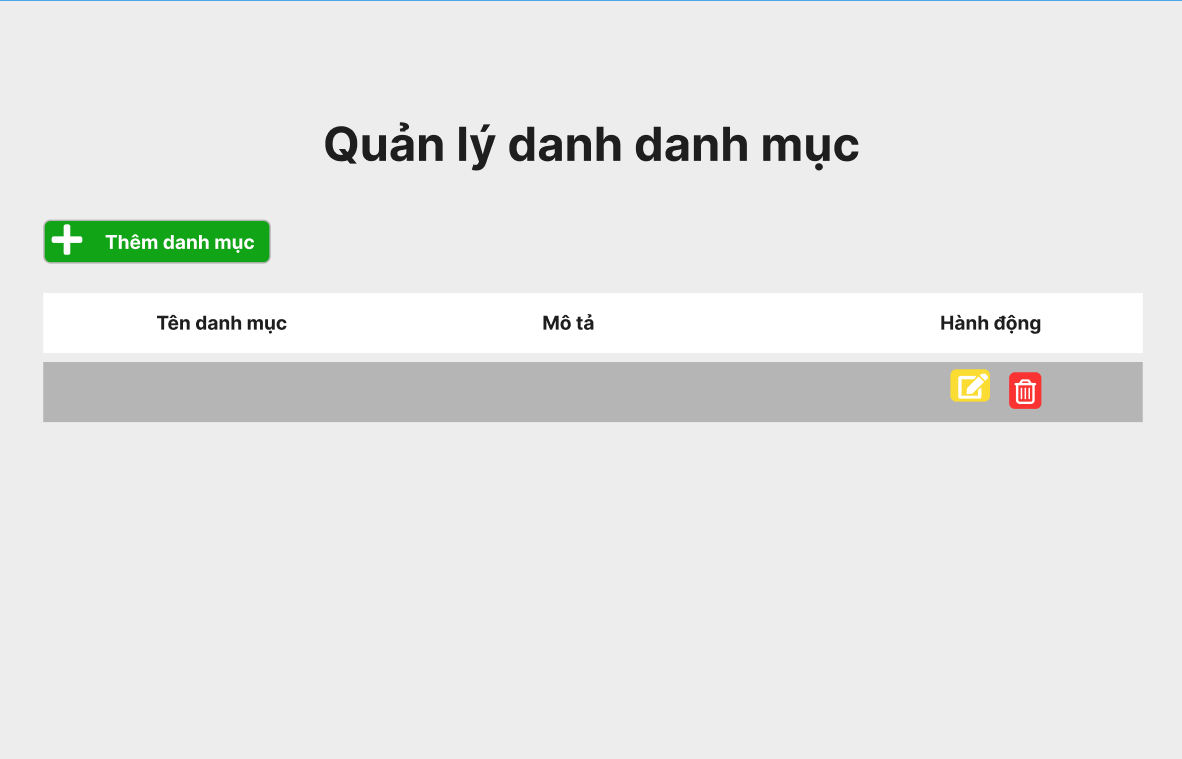 Quản lý danh danh mục
Thêm danh mục
Tên danh mục Mô tả Hành động